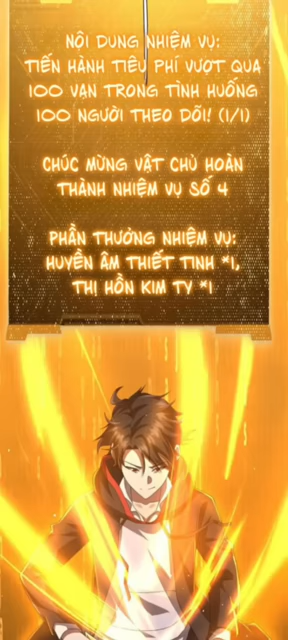 NỘI DUNG NHIỆM VỤ:
TIẾN HÀNH TIÊU PHÍ VƯỢT QUA
100 VẠN TRONG TÌNH HUỐNG
100 NGƯỜI THEO DÕI! (1/1)
CHÚC MỪNG VẬT CHỦ HOÀN
THÀNH NHIỆM VỤ SỐ 4
PHẦN THƯỞNG NHIỆM VỤ:
HUYỀN ÂM THIẾT TINH *1,
THỊ HỒN KIM TY *1